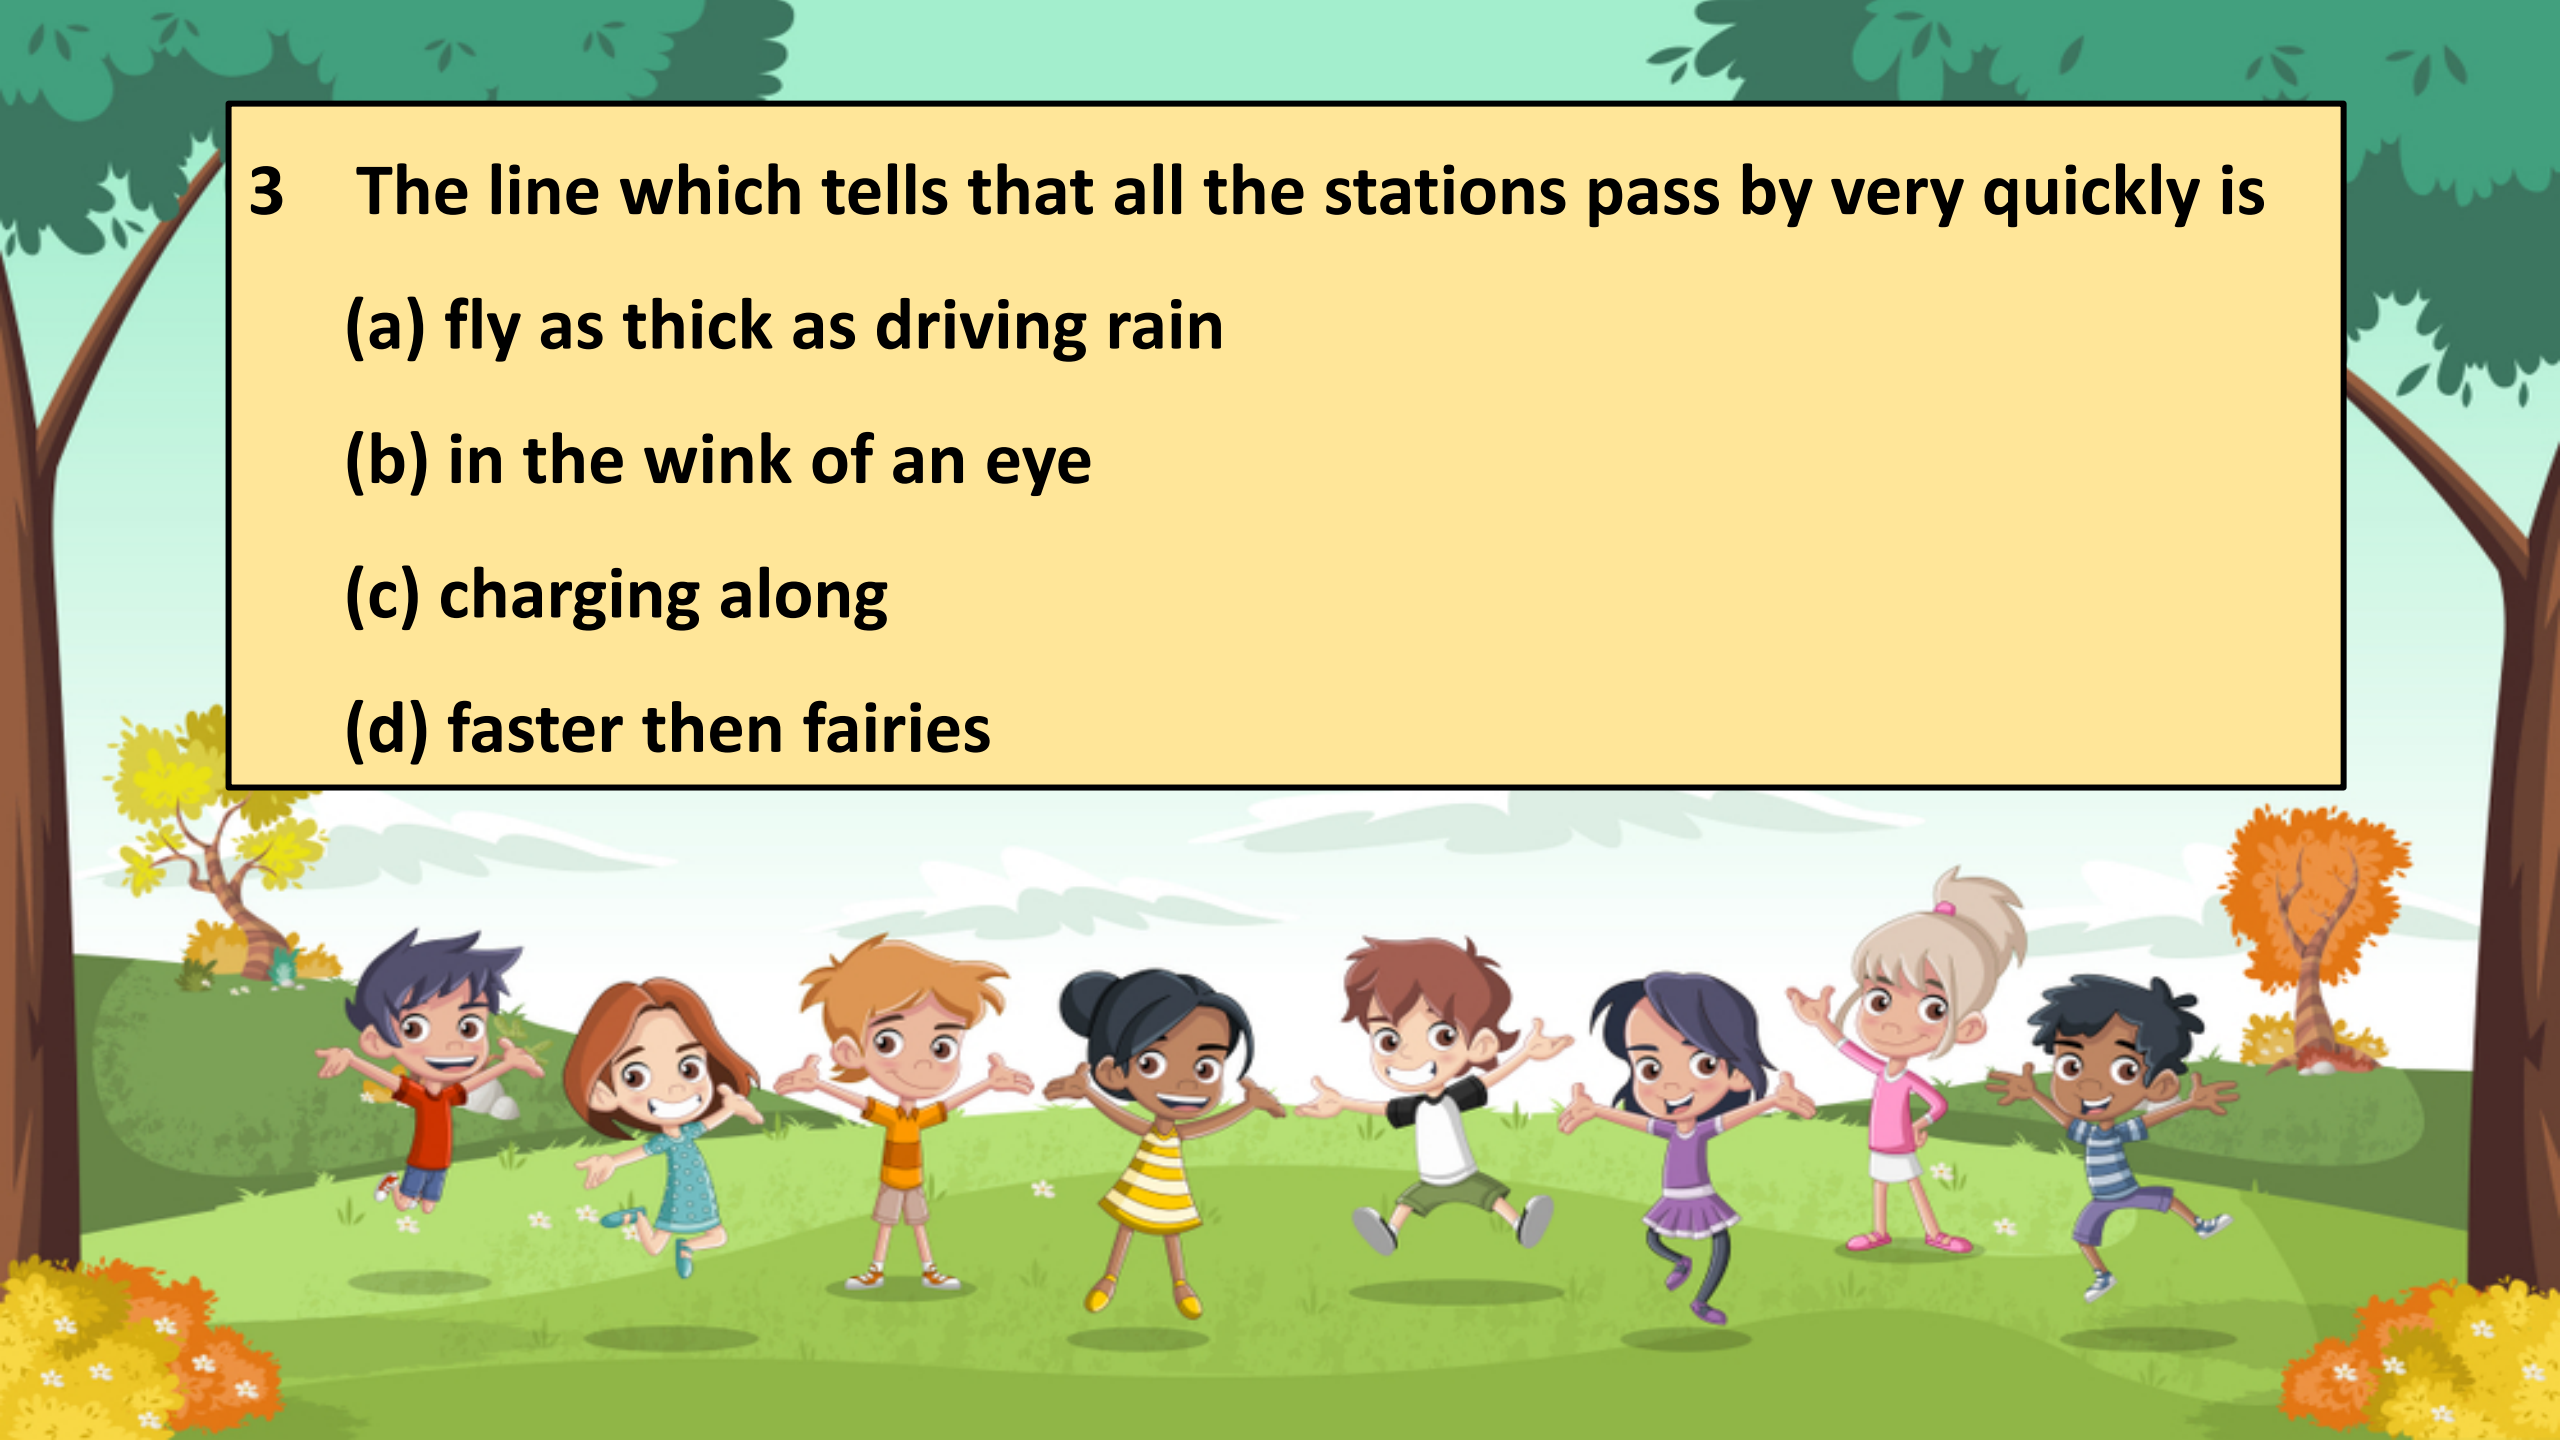 3 The line which tells that all the stations pass by very quickly is
(a) fly as thick as driving rain
(b) in the wink of an eye
(c) charging along
(d) faster then fairies